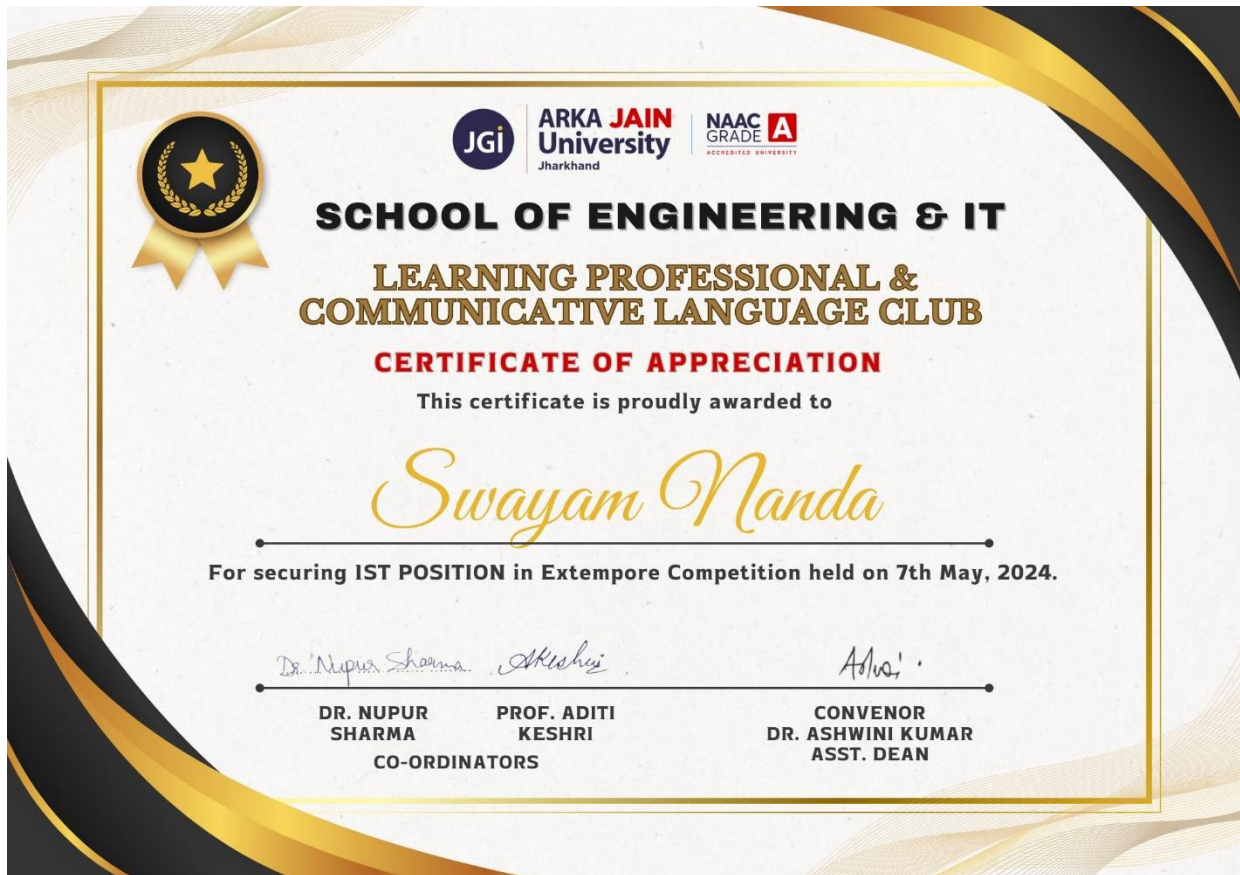 JGi
ARKA JAIN
University
Jharkhand
NAAC
GRADE A
ACCREDITED UNIVERSITY
SCHOOL OF ENGINEERING & IT
LEARNING PROFESSIONAL &
COMMUNICATIVE LANGUAGE CLUB
CERTIFICATE OF APPRECIATION
This certificate is proudly awarded to
Swayam Nanda
For securing IST POSITION in Extempore Competition held on 7th May, 2024.
Dr. Nupur Sharma AKeshri
DR. NUPUR
SHARMA
PROF. ADITI
KESHRI
CO-ORDINATORS
CONVENOR
DR. ASHWINI KUMAR
ASST. DEAN